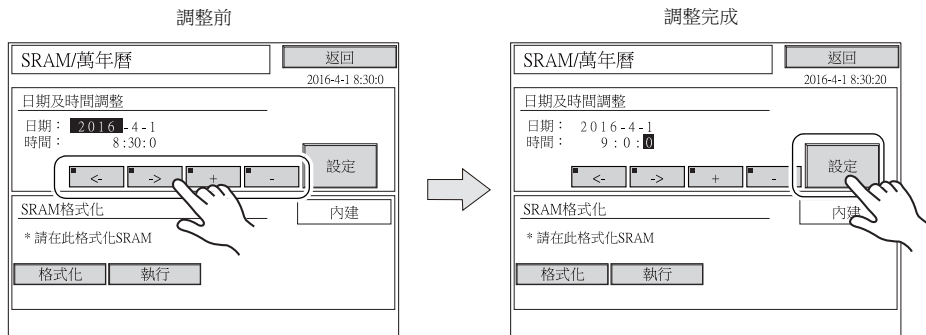 調整前
SRAM/萬年曆
返回
2016-4-1 8:30:0
日期及時間調整
日期： 2016-4-1
時間： 8:30:0
<- -> + -
設定
SRAM格式化
內建
* 請在此格式化SRAM
格式化 執行
調整完成
SRAM/萬年曆
返回
2016-4-1 8:30:20
日期及時間調整
日期： 2016-4-1
時間： 9:0:0
<- -> + -
設定
SRAM格式化
內建
* 請在此格式化SRAM
格式化 執行